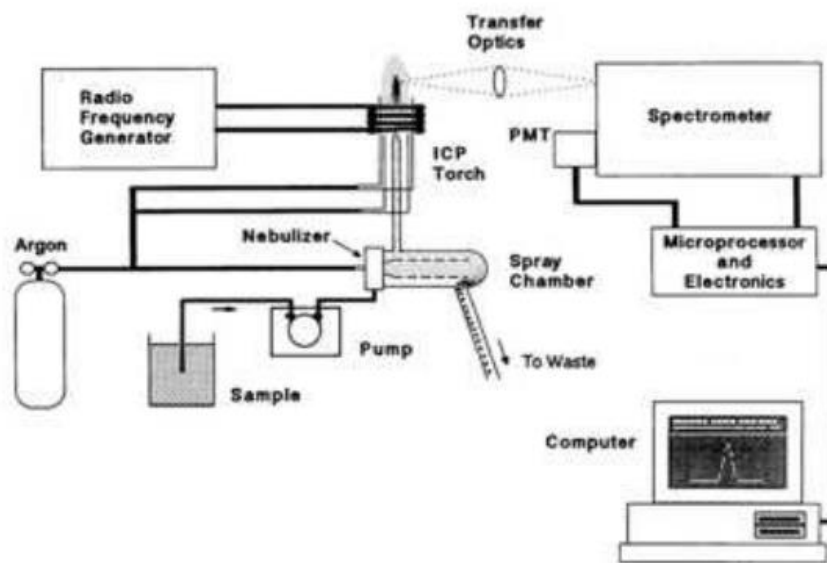 Transfer
Optics
Radio
Frequency
Generator
Spectrometer
PMT
ICP
Torch
Argon
Nebulizer
Spray
Chamber
Microprocessor
and
Electronics
Pump
To Waste
Sample
Computer